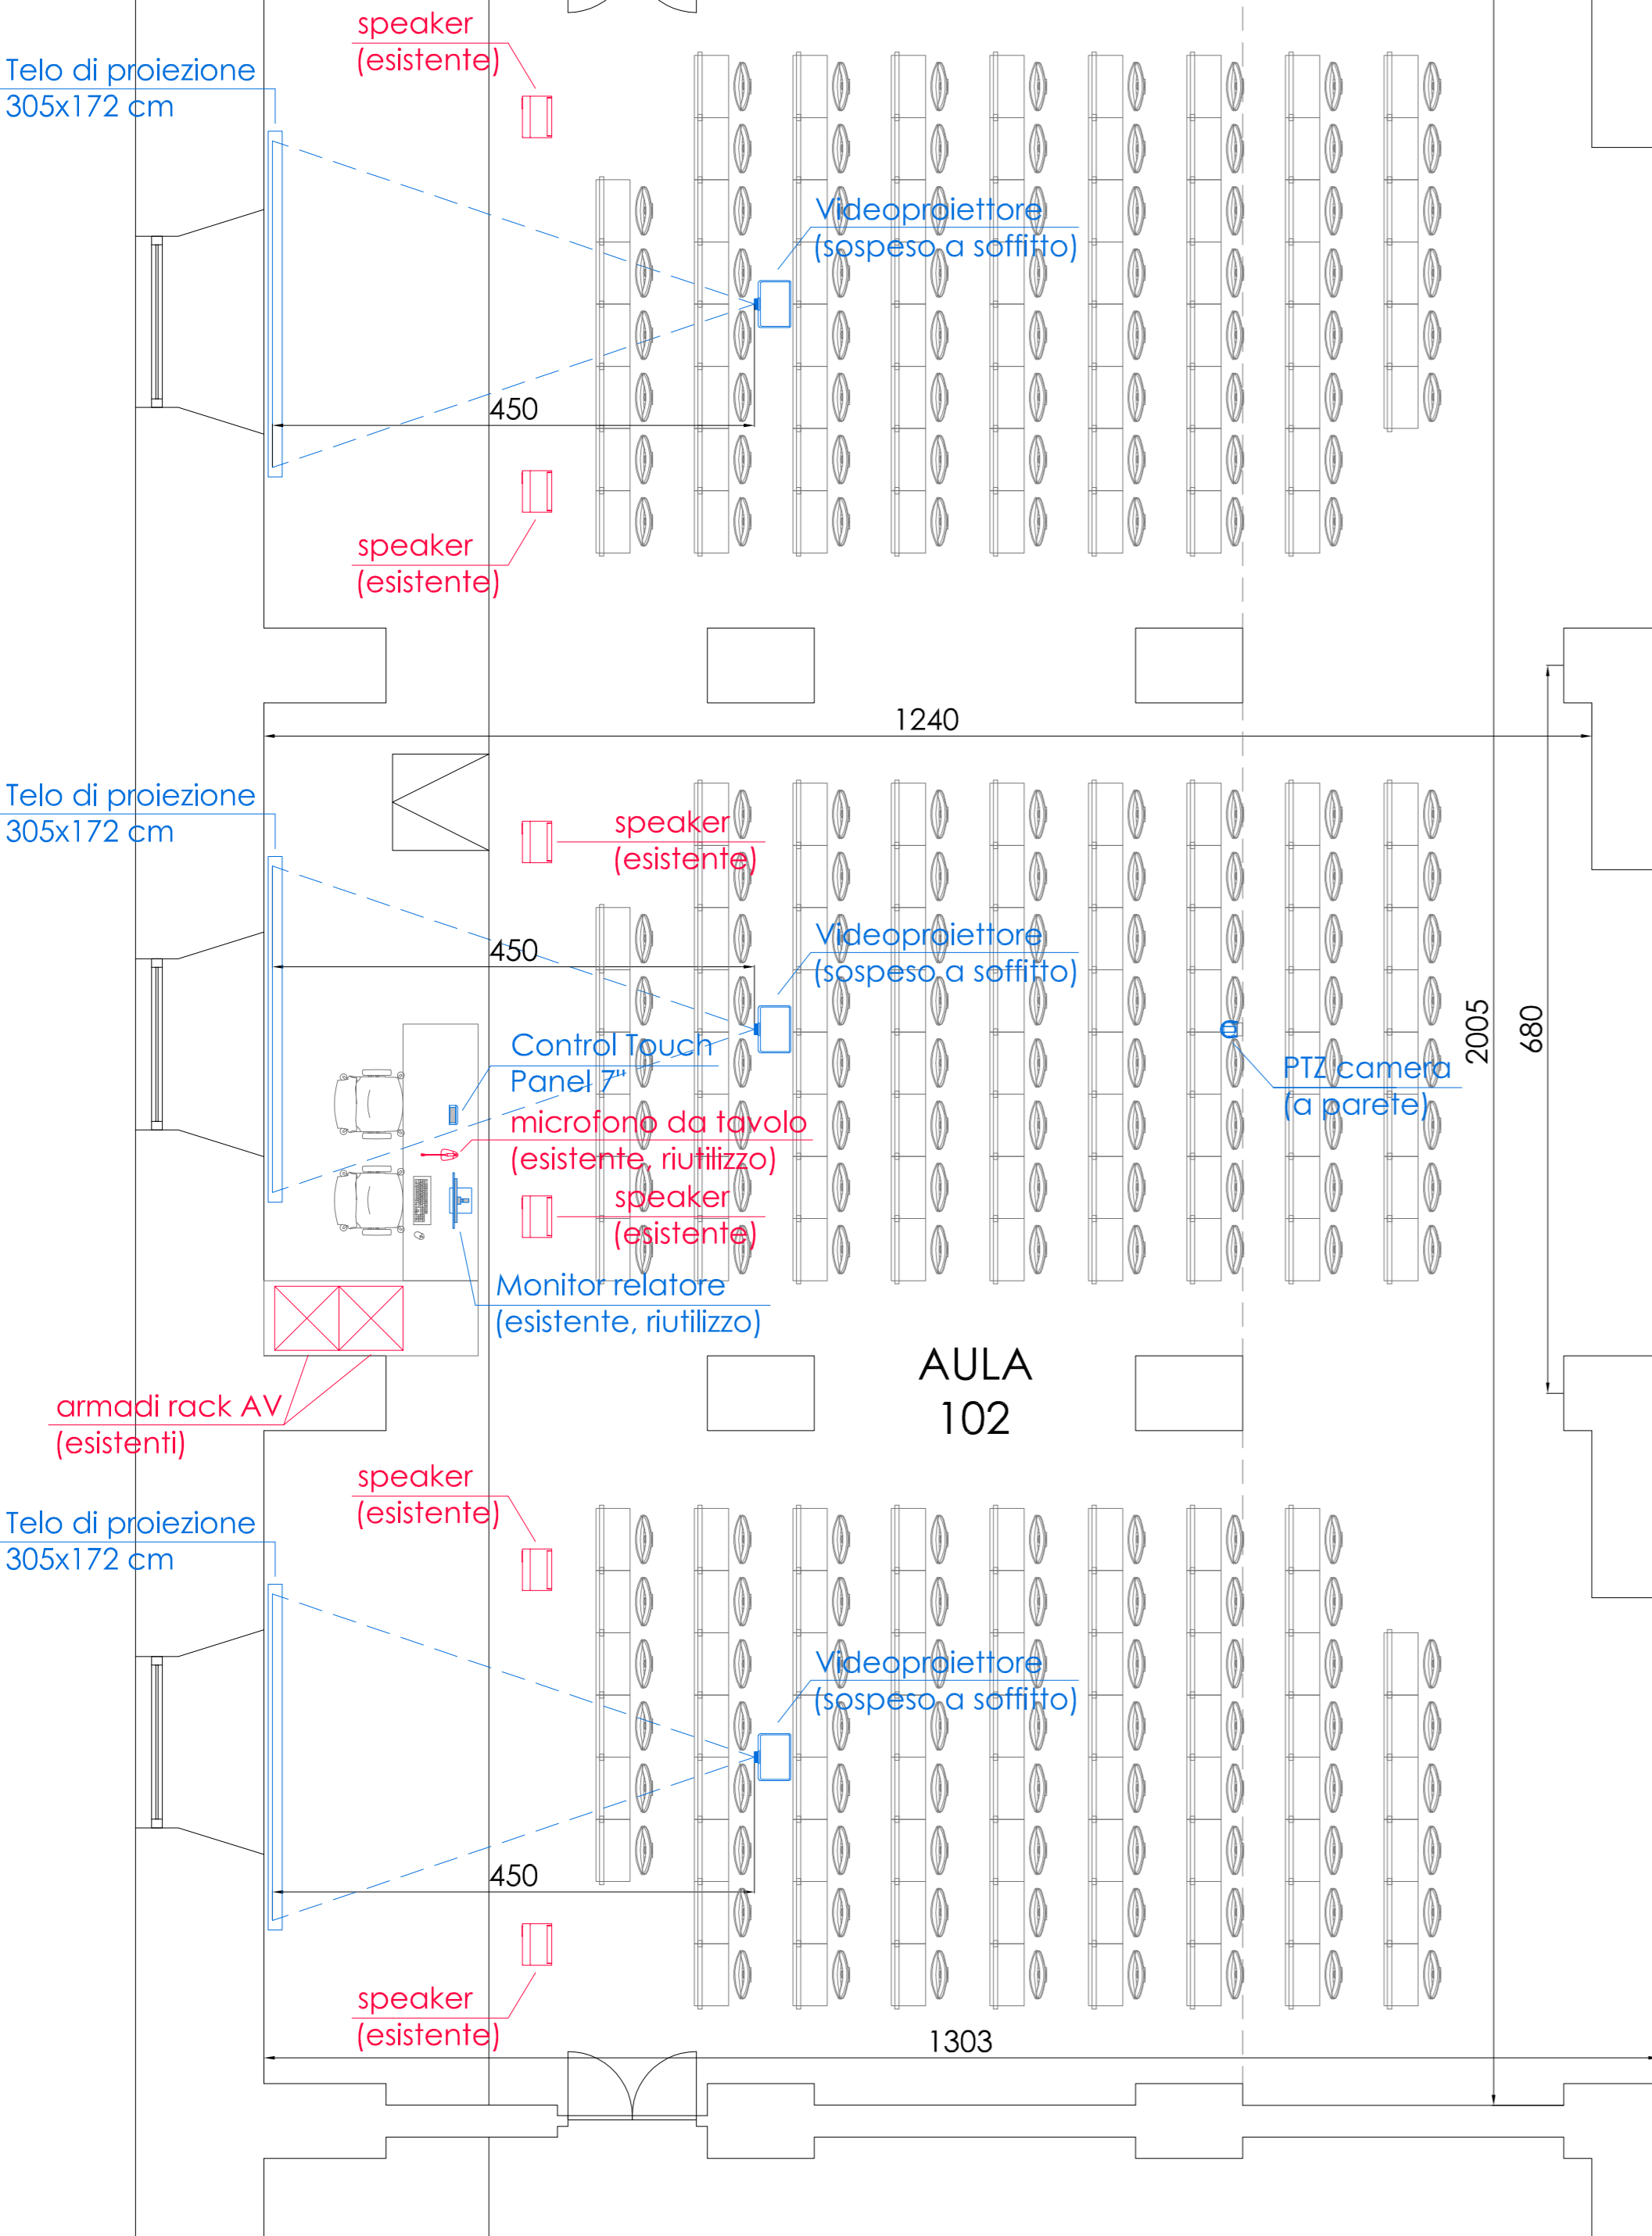 speaker
(esistente)
Telo di proiezione
305x172 cm
Videoproiettore
(sospeso a soffitto)
450
speaker
(esistente)
1240
Telo di proiezione
305x172 cm
speaker
(esistente)
Videoproiettore
(sospeso a soffitto)
450
2005
680
Control Touch
Panel 7"
PTZ camera
(a parete)
microfono da tavolo
(esistente, riutilizzo)
speaker
(esistente)
Monitor relatore
(esistente, riutilizzo)
AULA
102
armadi rack AV
(esistenti)
speaker
(esistente)
Telo di proiezione
305x172 cm
Videoproiettore
(sospeso a soffitto)
450
speaker
(esistente)
1303